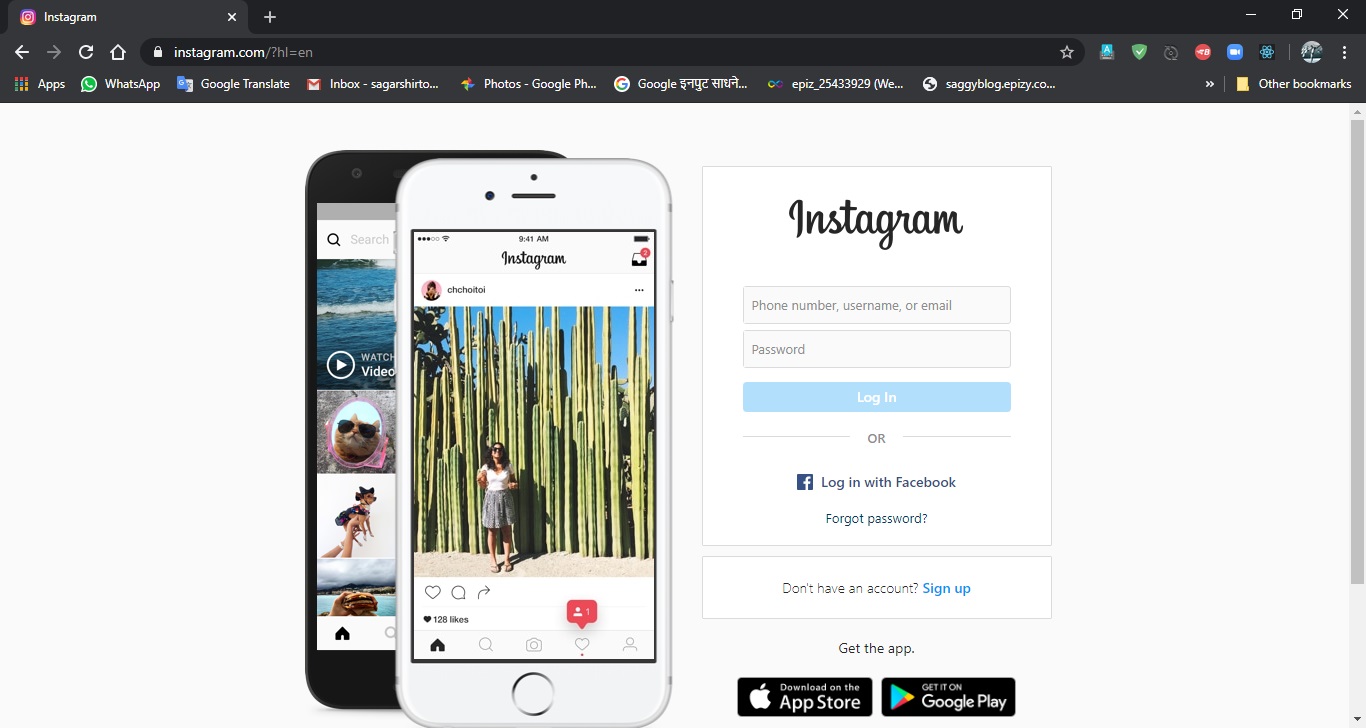 Instagram
instagram.com/?hl=en
Apps
WhatsApp
Google Translate
Inbox - sagarshirto...
Photos - Google Ph...
Google इनपुट साधने...
epiz_25433929 (We...
saggyblog.epizy.co...
»
Other bookmarks
Search
WATCH
Video
9:41 AM
Instagram
2
chchoitoi
128 likes
1
Instagram
Phone number, username, or email
Password
Log In
OR
Log in with Facebook
Forgot password?
Don't have an account? Sign up
Get the app.
Download on the
App Store
GET IT ON
Google Play